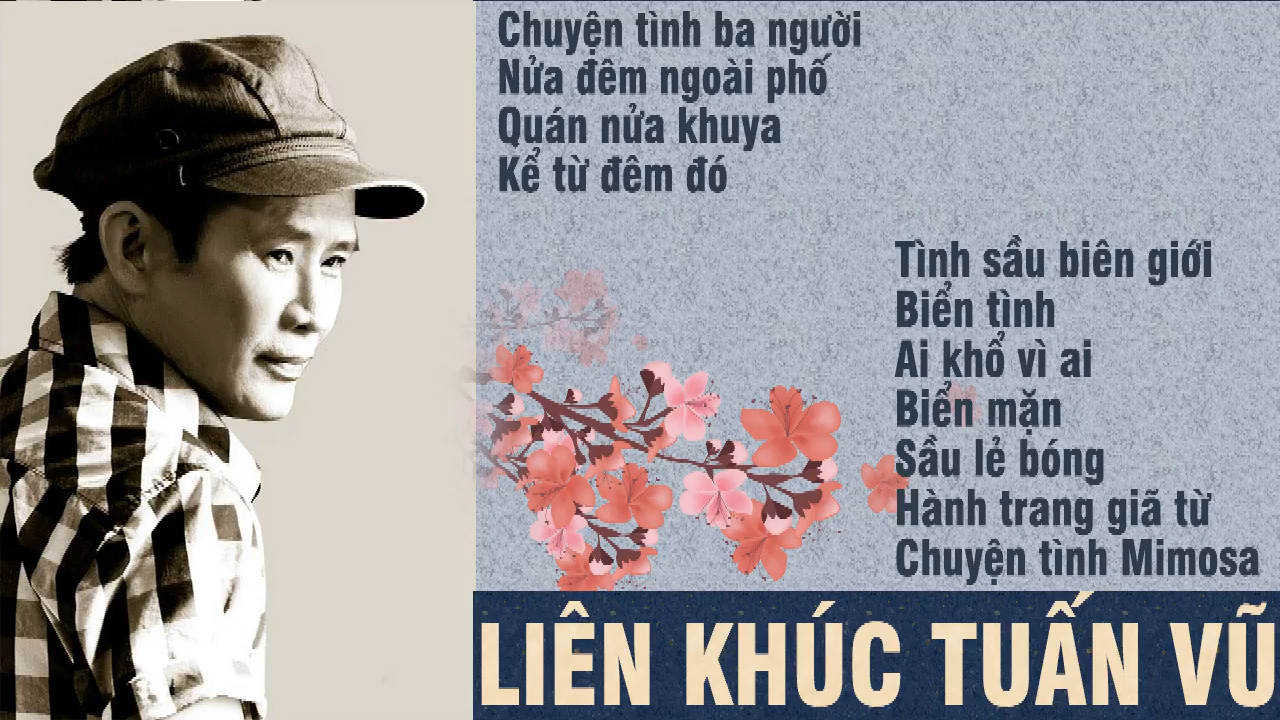 Chuyện tình ba người
Nửa đêm ngoài phố
Quán nửa khuya
Kể từ đêm đó
Tình sầu biên giới
Biển tình
Ai khổ vì ai
Biển mặn
Sầu lẻ bóng
Hành trang giã từ
Chuyện tình Mimosa
LIÊN KHÚC TUẤN VŨ